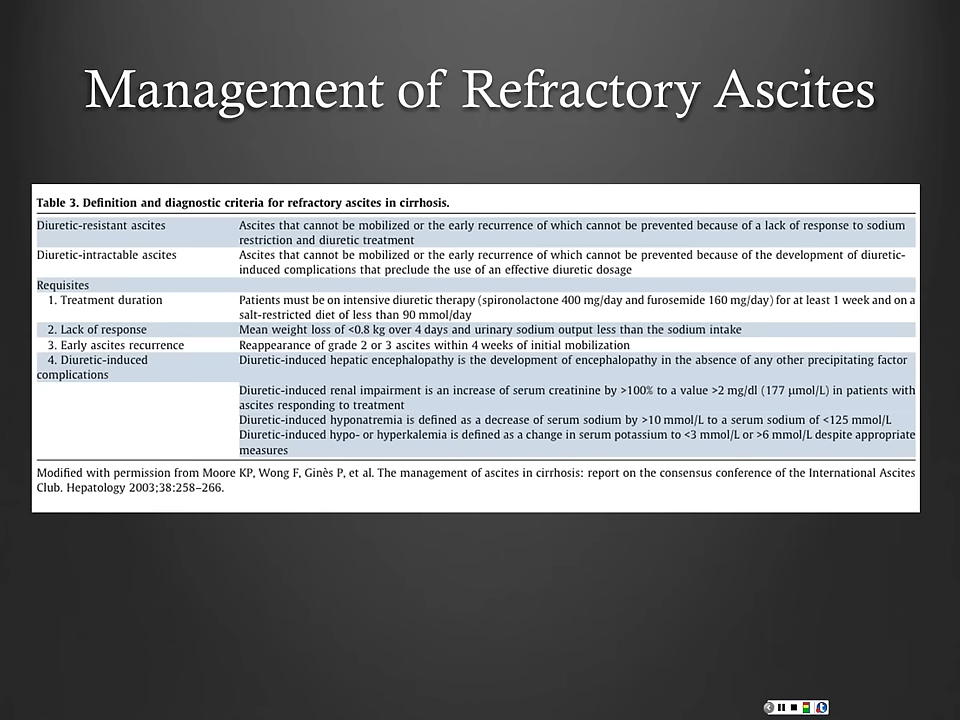 Management of Refractory Ascites
Table 3. Definition and diagnostic criteria for refractory ascites in cirrhosis.
Diuretic-resistant ascites Ascites that cannot be mobilized or the early recurrence of which cannot be prevented because of a lack of response to sodium
restriction and diuretic treatment
Diuretic-intractable ascites Ascites that cannot be mobilized or the early recurrence of which cannot be prevented because of the development of diuretic-
induced complications that preclude the use of an effective diuretic dosage
Requisites
1. Treatment duration Patients must be on intensive diuretic therapy (spironolactone 400 mg/day and furosemide 160 mg/day) for at least 1 week and on a
salt-restricted diet of less than 90 mmol/day
2. Lack of response Mean weight loss of <0.8 kg over 4 days and urinary sodium output less than the sodium intake
3. Early ascites recurrence Reappearance of grade 2 or 3 ascites within 4 weeks of initial mobilization
4. Diuretic-induced Diuretic-induced hepatic encephalopathy is the development of encephalopathy in the absence of any other precipitating factor
complications
Diuretic-induced renal impairment is an increase of serum creatinine by >100% to a value >2 mg/dl (177 μmol/L) in patients with
ascites responding to treatment
Diuretic-induced hyponatremia is defined as a decrease of serum sodium by >10 mmol/L to a serum sodium of <125 mmol/L
Diuretic-induced hypo- or hyperkalemia is defined as a change in serum potassium to <3 mmol/L or >6 mmol/L despite appropriate
measures
Modified with permission from Moore KP, Wong F, Ginès P, et al. The management of ascites in cirrhosis: report on the consensus conference of the International Ascites
Club. Hepatology 2003;38:258–266.